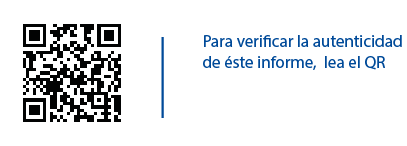 Para verificar la autenticidad
de éste informe, lea el QR